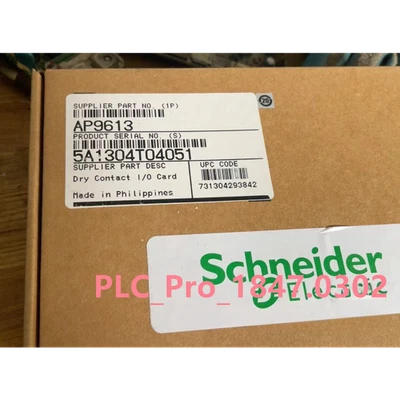 SUPPLIER PART NO. (1P)
AP9613
PRODUCT SERIAL NO. (S)
5A1304T04051
SUPPLIER PART DESC
Dry Contact I/O Card
Made in Philippines
UPC CODE
731304293842
Schneider
Electric
PLC_Pro_1847.0302